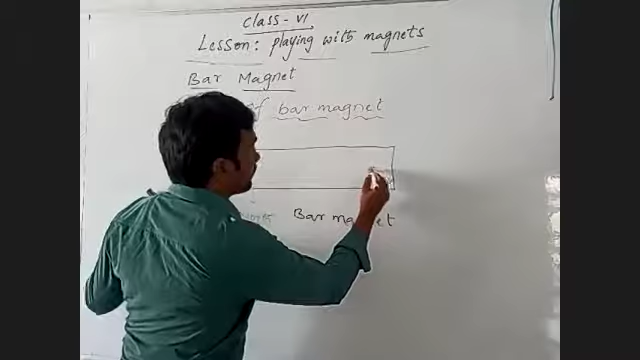 Class - VI
Lesson: playing with magnets
Bar Magnet
of bar magnet
Bar magnet